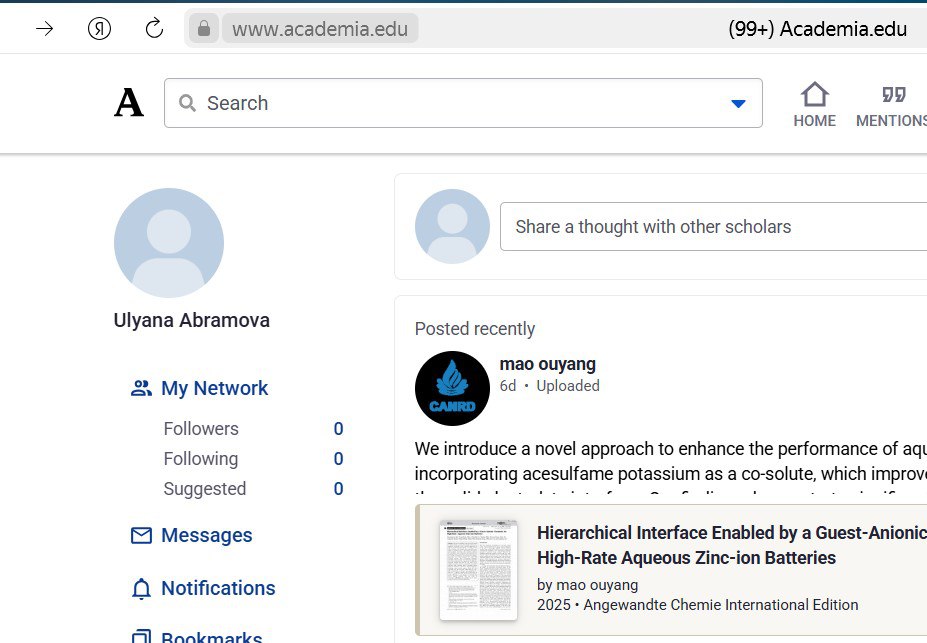 Я www.academia.edu (99+) Academia.edu
A Search
HOME MENTIONS
Share a thought with other scholars
Ulyana Abramova
Posted recently
mao ouyang
6d • Uploaded
CANRD
My Network
Followers 0
Following 0
Suggested 0
Messages
Notifications
Bookmarks
We introduce a novel approach to enhance the performance of aqu
incorporating acesulfame potassium as a co-solute, which improve
Hierarchical Interface Enabled by a Guest-Anionic
High-Rate Aqueous Zinc-ion Batteries
by mao ouyang
2025 • Angewandte Chemie International Edition